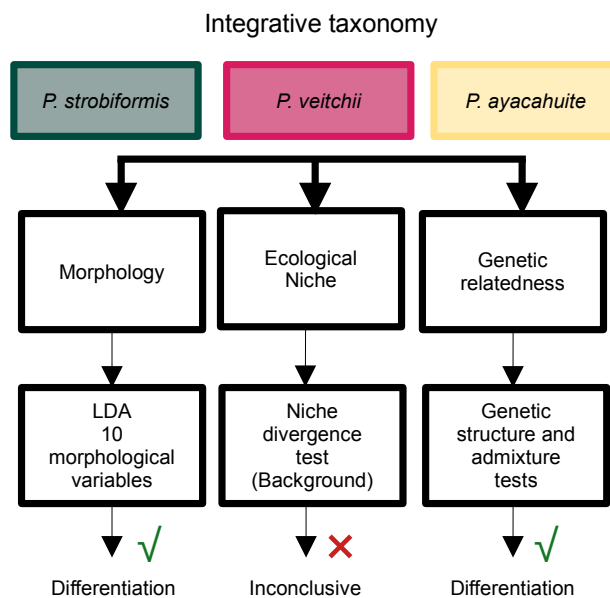 Integrative taxonomy
P. strobiformis
P. veitchii
P. ayacahuite
Morphology
Ecological
Niche
Genetic
relatedness
LDA
10
morphological
variables
Niche
divergence
test
(Background)
Genetic
structure and
admixture
tests
√
×
√
Differentiation
Inconclusive
Differentiation